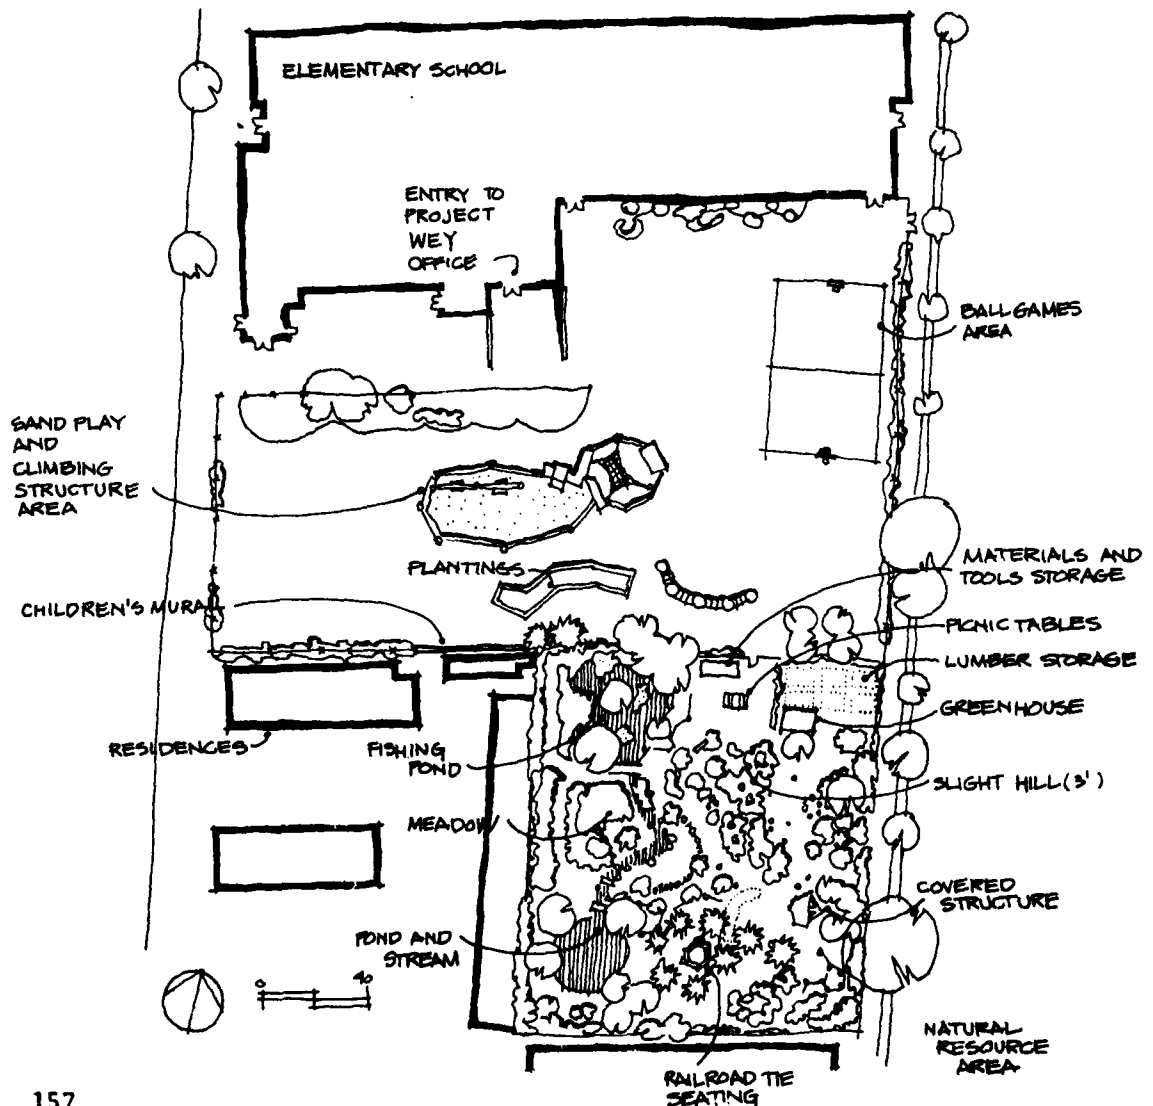 ELEMENTARY SCHOOL
ENTRY TO
PROJECT
WEY
OFFICE
BALL GAMES
AREA
SAND PLAY
AND
CLIMBING
STRUCTURE
AREA
PLANTINGS
MATERIALS AND
TOOLS STORAGE
CHILDREN'S MURAL
PICNIC TABLES
LUMBER STORAGE
GREENHOUSE
RESIDENCES
FISHING
POND
SLIGHT HILL (3')
MEADOW
COVERED
STRUCTURE
POND AND
STREAM
0 40
NATURAL
RESOURCE
AREA
RAILROAD TIE
SEATING
157